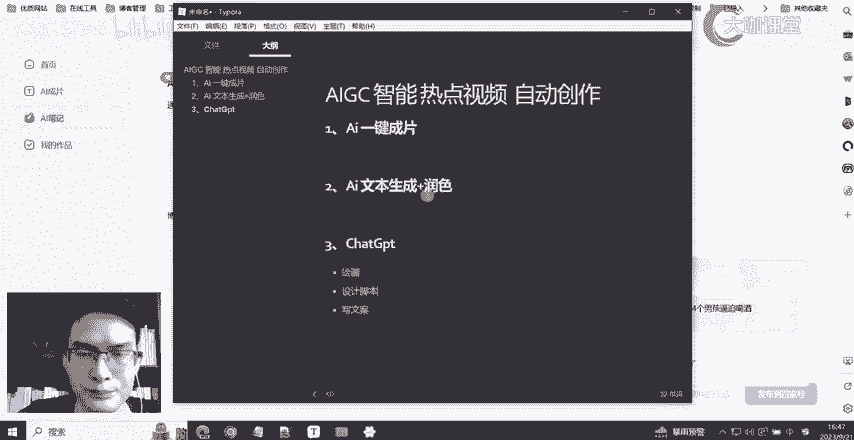 优质网站 在线工具 博客管理
其他收藏夹
大咖课堂
未命名• - Typora
文件(F) 编辑(E) 段落(P) 格式(O) 视图(V) 主题(T) 帮助(H)
文件 大纲
AIGC 智能 热点视频 自动创作
1、Ai 一键成片
2、Ai 文本生成+润色
3、ChatGpt
首页
AI成片
AI笔记
我的作品
AIGC 智能 热点视频 自动创作
1、Ai 一键成片
2、Ai 文本生成+润色
3、ChatGpt
绘画
设计脚本
写文案
4个男孩逼迫喝酒
发布到百家号
搜索
暴雨预警
16:47
2023/9/21